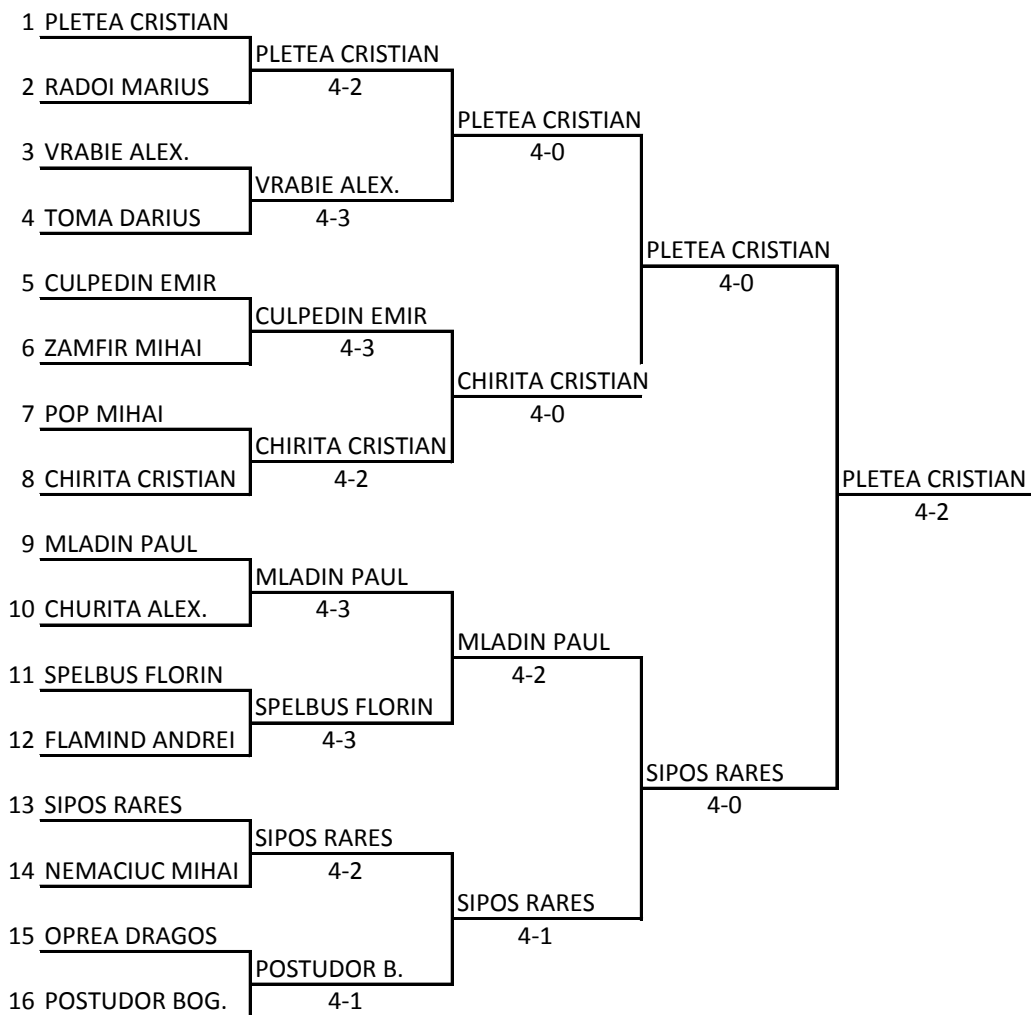 1 PLETEA CRISTIAN
PLETEA CRISTIAN
2 RADOI MARIUS
4-2
PLETEA CRISTIAN
3 VRABIE ALEX.
4-0
VRABIE ALEX.
4 TOMA DARIUS
4-3
PLETEA CRISTIAN
5 CULPEDIN EMIR
4-0
CULPEDIN EMIR
6 ZAMFIR MIHAI
4-3
CHIRITA CRISTIAN
7 POP MIHAI
4-0
CHIRITA CRISTIAN
8 CHIRITA CRISTIAN
4-2
PLETEA CRISTIAN
4-2
9 MLADIN PAUL
MLADIN PAUL
10 CHURITA ALEX.
4-3
MLADIN PAUL
11 SPELBUS FLORIN
4-2
SPELBUS FLORIN
12 FLAMIND ANDREI
4-3
SIPOS RARES
13 SIPOS RARES
4-0
SIPOS RARES
14 NEMACIUC MIHAI
4-2
SIPOS RARES
15 OPREA DRAGOS
4-1
POSTUDOR B.
16 POSTUDOR BOG.
4-1